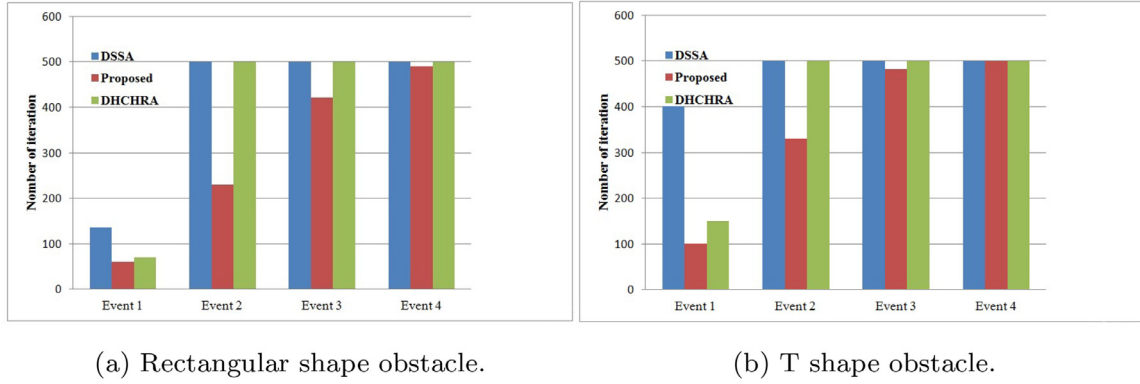 600
500
400
300
200
100
0
Nomber of iteration
DSSA
Proposed
DHCHRA
Event 1 Event 2 Event 3 Event 4
(a) Rectangular shape obstacle.
600
500
400
300
200
100
0
Nomber of iteration
DSSA
Proposed
DHCHRA
Event 1 Event 2 Event 3 Event 4
(b) T shape obstacle.